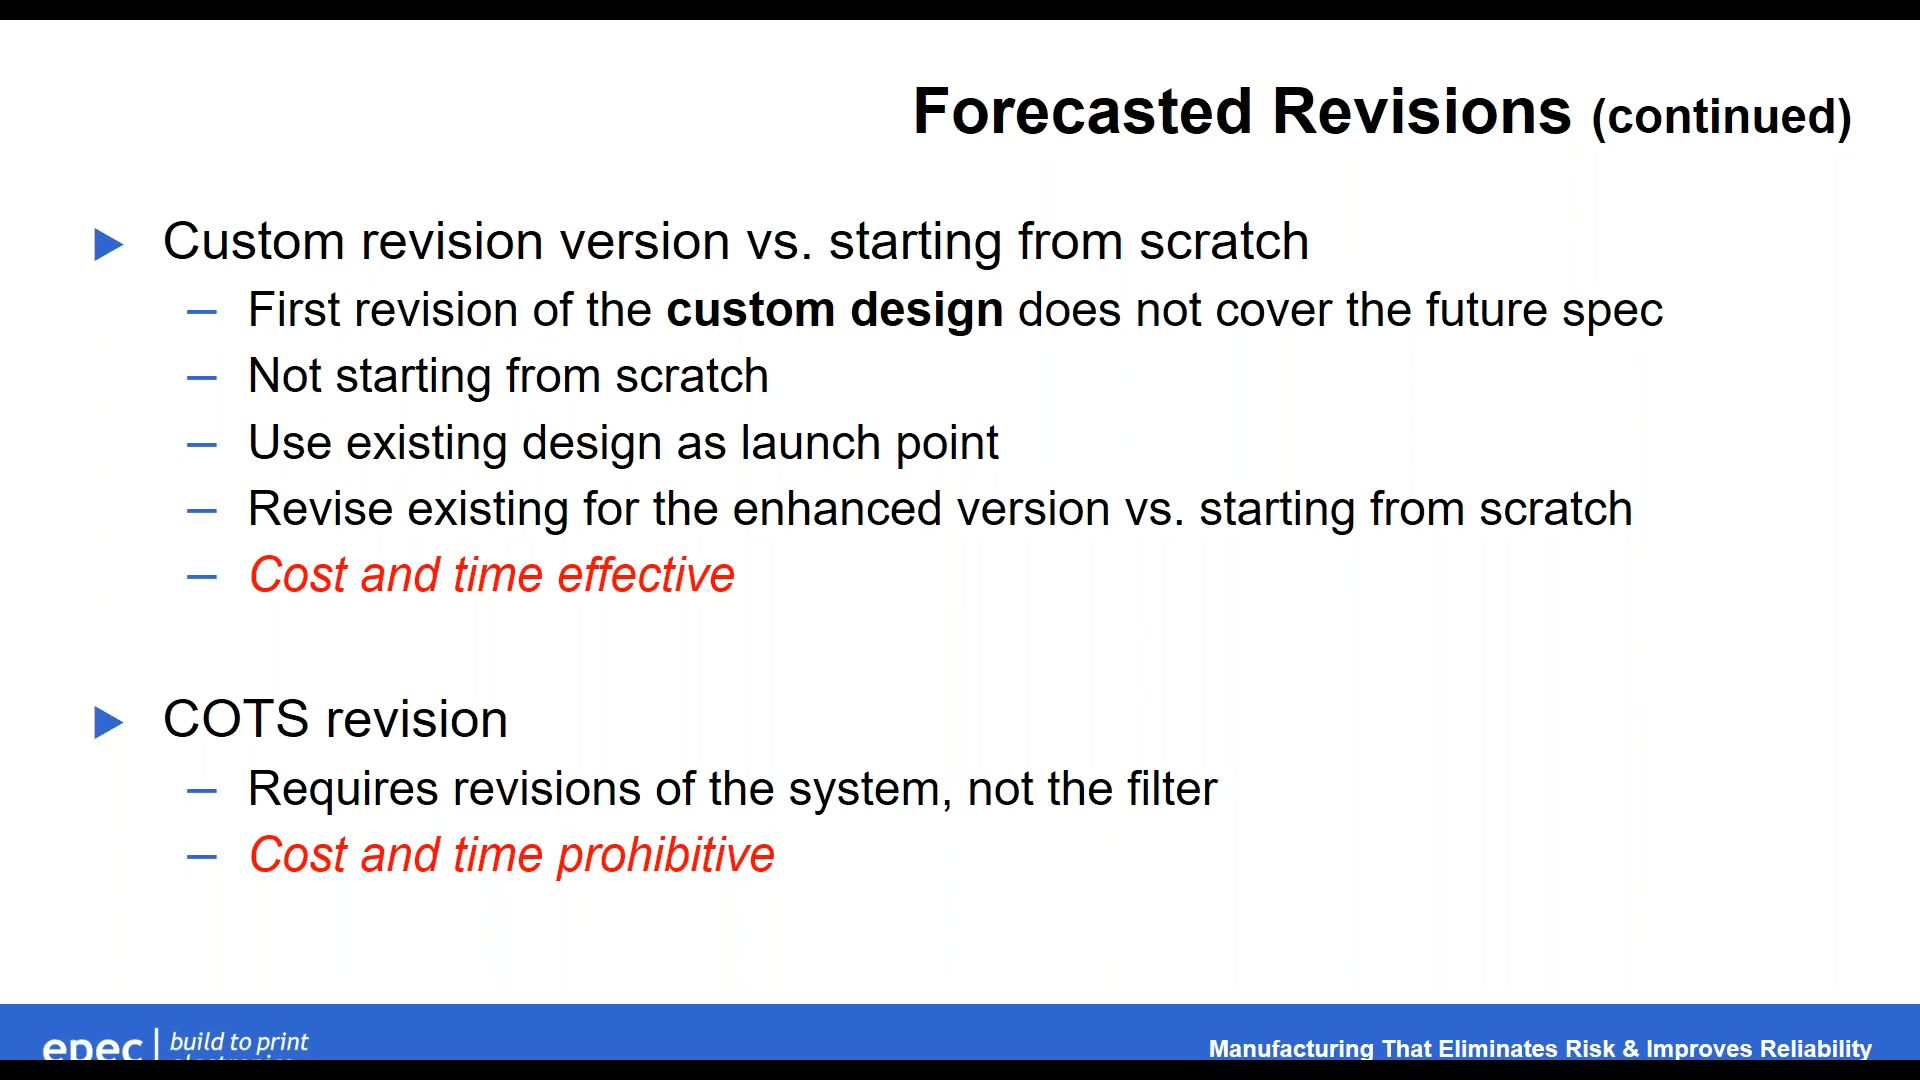 Forecasted Revisions (continued)
Custom revision version vs. starting from scratch
First revision of the custom design does not cover the future spec
Not starting from scratch
Use existing design as launch point
Revise existing for the enhanced version vs. starting from scratch
Cost and time effective
COTS revision
Requires revisions of the system, not the filter
Cost and time prohibitive
epec build to print
Manufacturing That Eliminates Risk & Improves Reliability